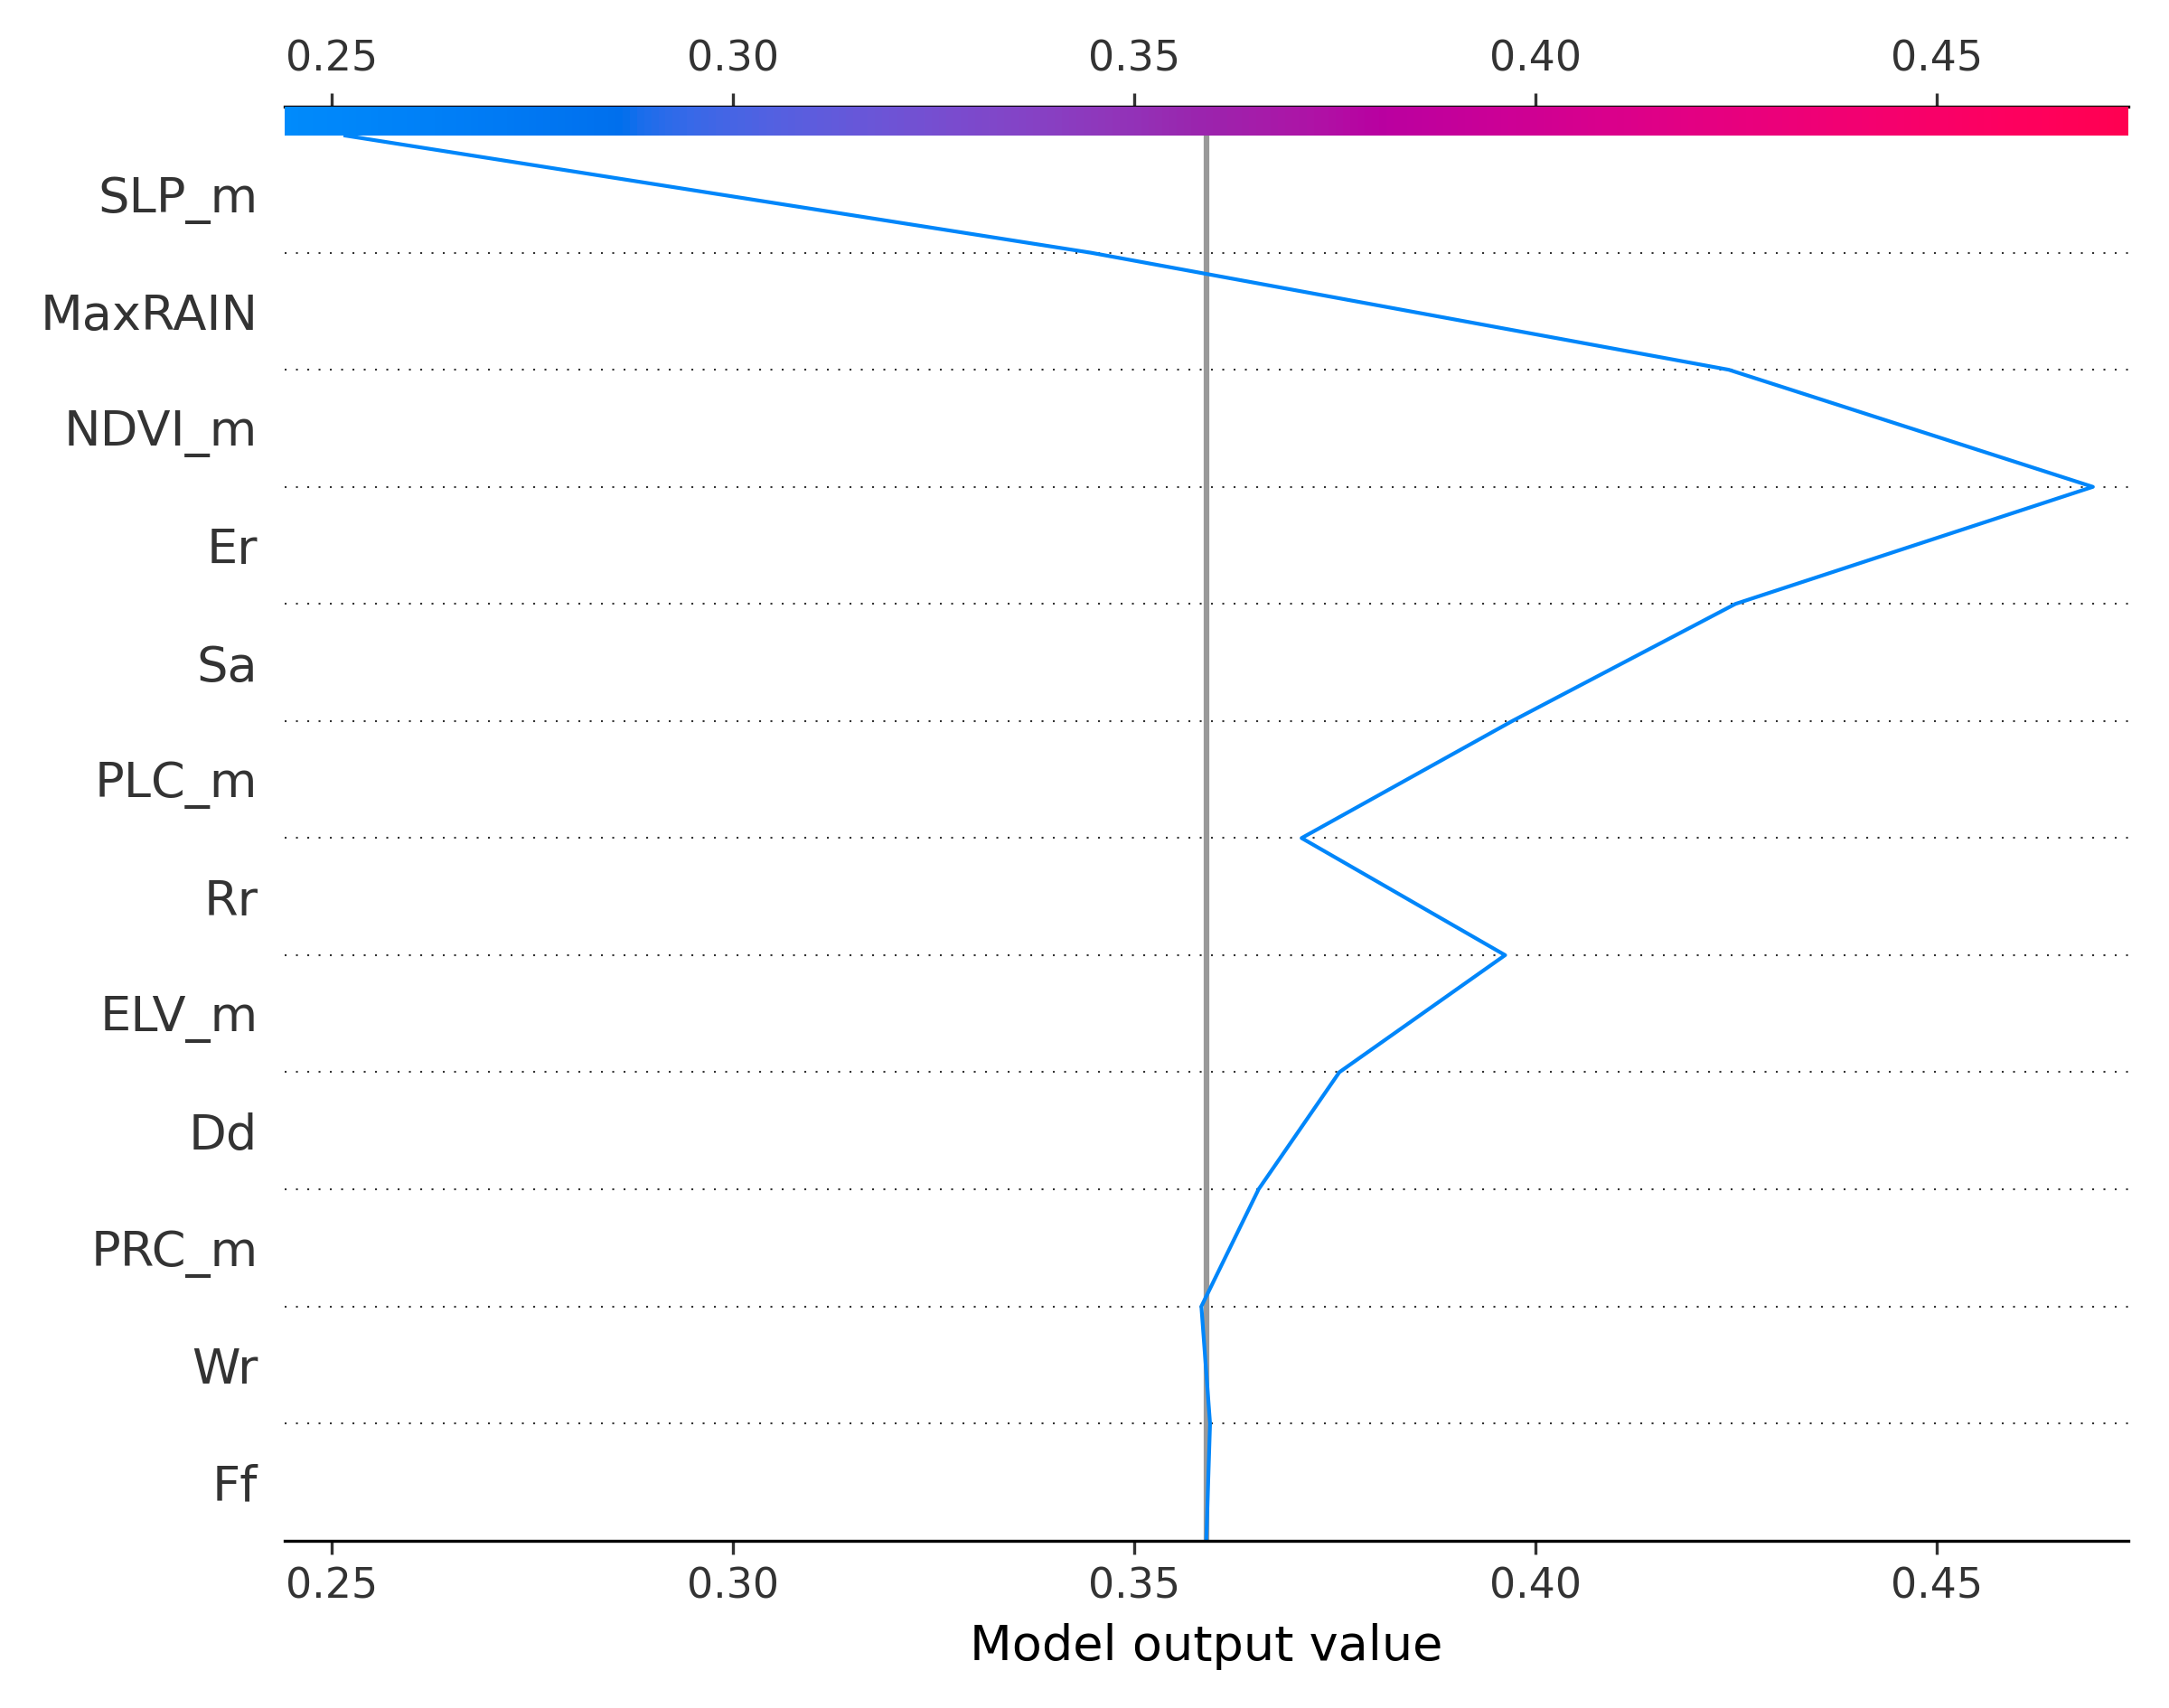 0.25 0.30 0.35 0.40 0.45
SLP_m
MaxRAIN
NDVI_m
Er
Sa
PLC_m
Rr
ELV_m
Dd
PRC_m
Wr
Ff
0.25 0.30 0.35 0.40 0.45
Model output value